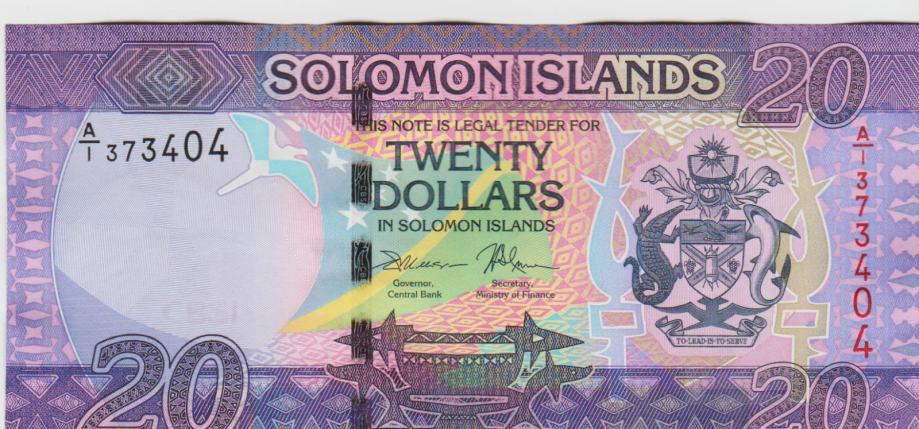 SOLOMON ISLANDS
20
A/1 373404
THIS NOTE IS LEGAL TENDER FOR
TWENTY
DOLLARS
IN SOLOMON ISLANDS
A/1 373404
Governor,
Central Bank
Secretary,
Ministry of Finance
TO-LEAD-IS-TO-SERVE
20
20